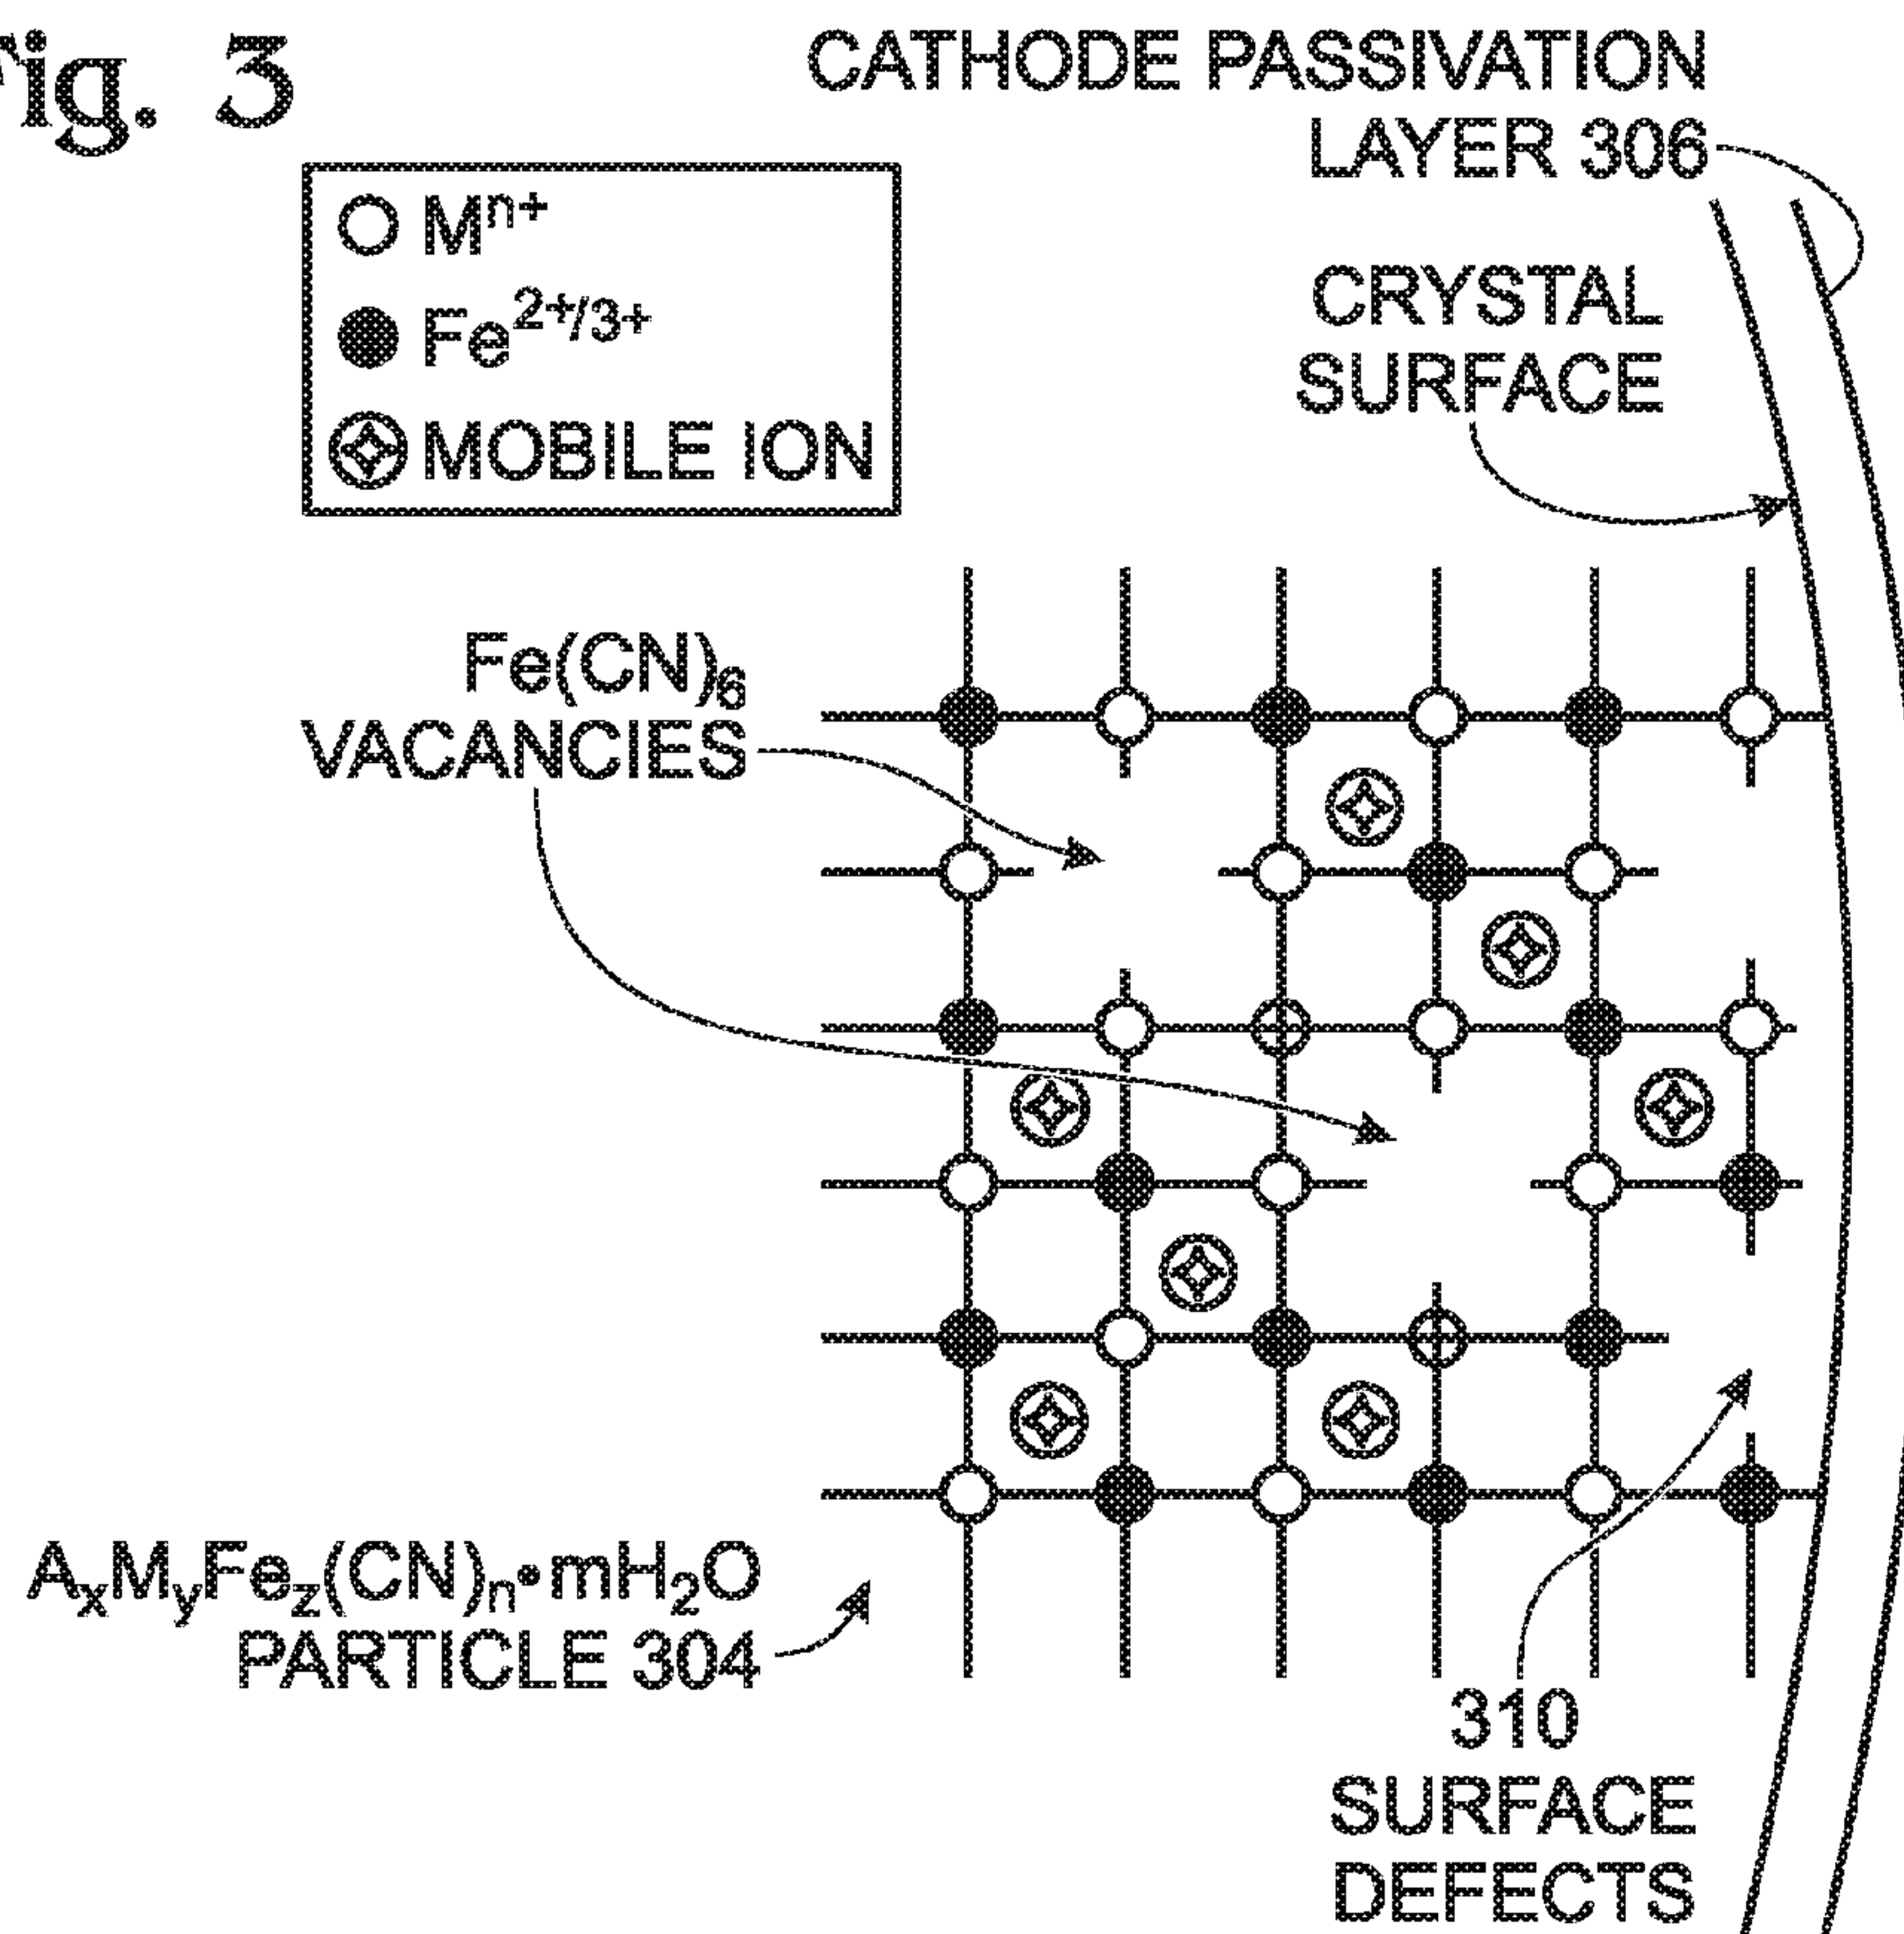 Fig. 3
CATHODE PASSIVATION
LAYER 306
Mⁿ⁺
Fe²⁺/³⁺
MOBILE ION
CRYSTAL
SURFACE
Fe(CN)₆
VACANCIES
AₓMᵧFe_z(CN)ₙ•mH₂O
PARTICLE 304
310
SURFACE
DEFECTS